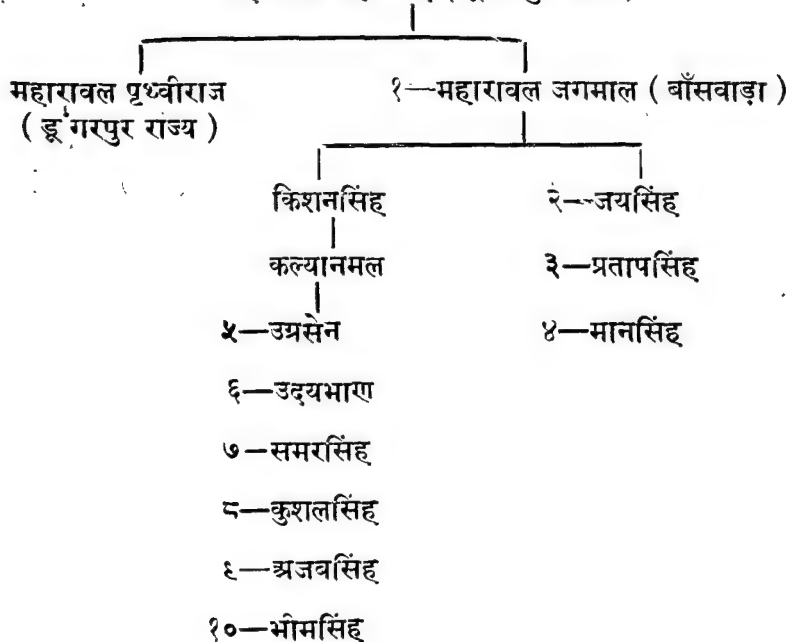 महारावल पृथ्वीराज
( डूंगरपुर राज्य )
१—महारावल जगमाल ( बाँसवाड़ा )
किशनसिंह
२—जयसिंह
कल्यानमल
३—प्रतापसिंह
५—उग्रसेन
४—मानसिंह
६—उदयभाण
७—समरसिंह
८—कुशलसिंह
९—अजबसिंह
१०—भीमसिंह